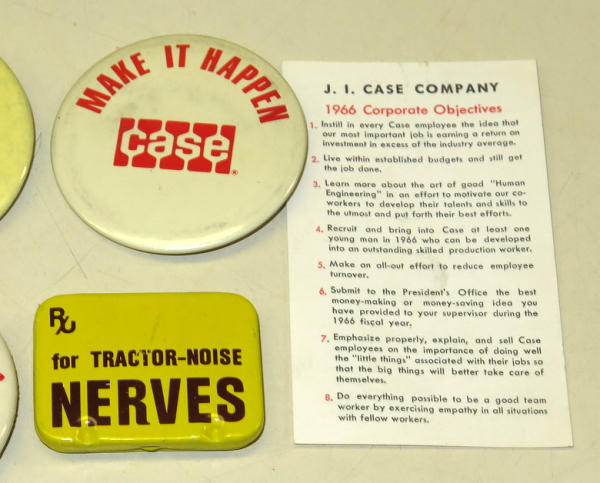 MAKE IT HAPPEN
case®
J. I. CASE COMPANY
1966 Corporate Objectives
1. Instill in every Case employee the idea that
our most important job is earning a return on
investment in excess of the industry average.
2. Live within established budgets and still get
the job done.
3. Learn more about the art of good "Human
Engineering" in an effort to motivate our co-
workers to develop their talents and skills to
the utmost and put forth their best efforts.
4. Recruit and bring into Case at least one
young man in 1966 who can be developed
into an outstanding skilled production worker.
5. Make an all-out effort to reduce employee
turnover.
6. Submit to the President's Office the best
money-making or money-saving idea you
have provided to your supervisor during the
1966 fiscal year.
7. Emphasize properly, explain, and sell Case
employees on the importance of doing well
the "little things" associated with their jobs so
that the big things will better take care of
themselves.
8. Do everything possible to be a good team
worker by exercising empathy in all situations
with fellow workers.
Rx
for TRACTOR-NOISE
NERVES